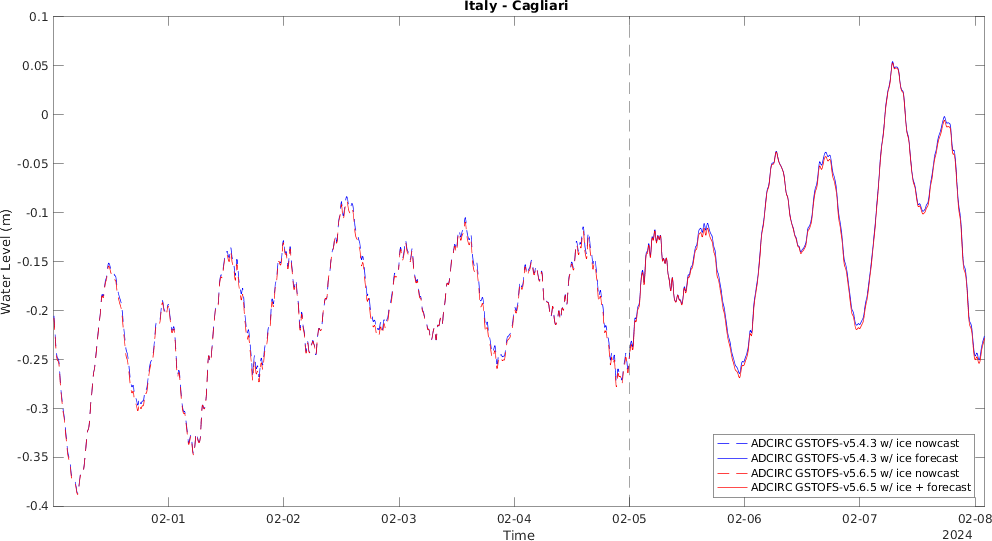 Italy - Cagliari
0.1
0.05
0
-0.05
-0.1
-0.15
-0.2
-0.25
-0.3
-0.35
-0.4
Water Level (m)
ADCIRC GSTOFS-v5.4.3 w/ ice nowcast
ADCIRC GSTOFS-v5.4.3 w/ ice forecast
ADCIRC GSTOFS-v5.6.5 w/ ice nowcast
ADCIRC GSTOFS-v5.6.5 w/ ice + forecast
02-01 02-02 02-03 02-04 02-05 02-06 02-07 02-08
Time
2024